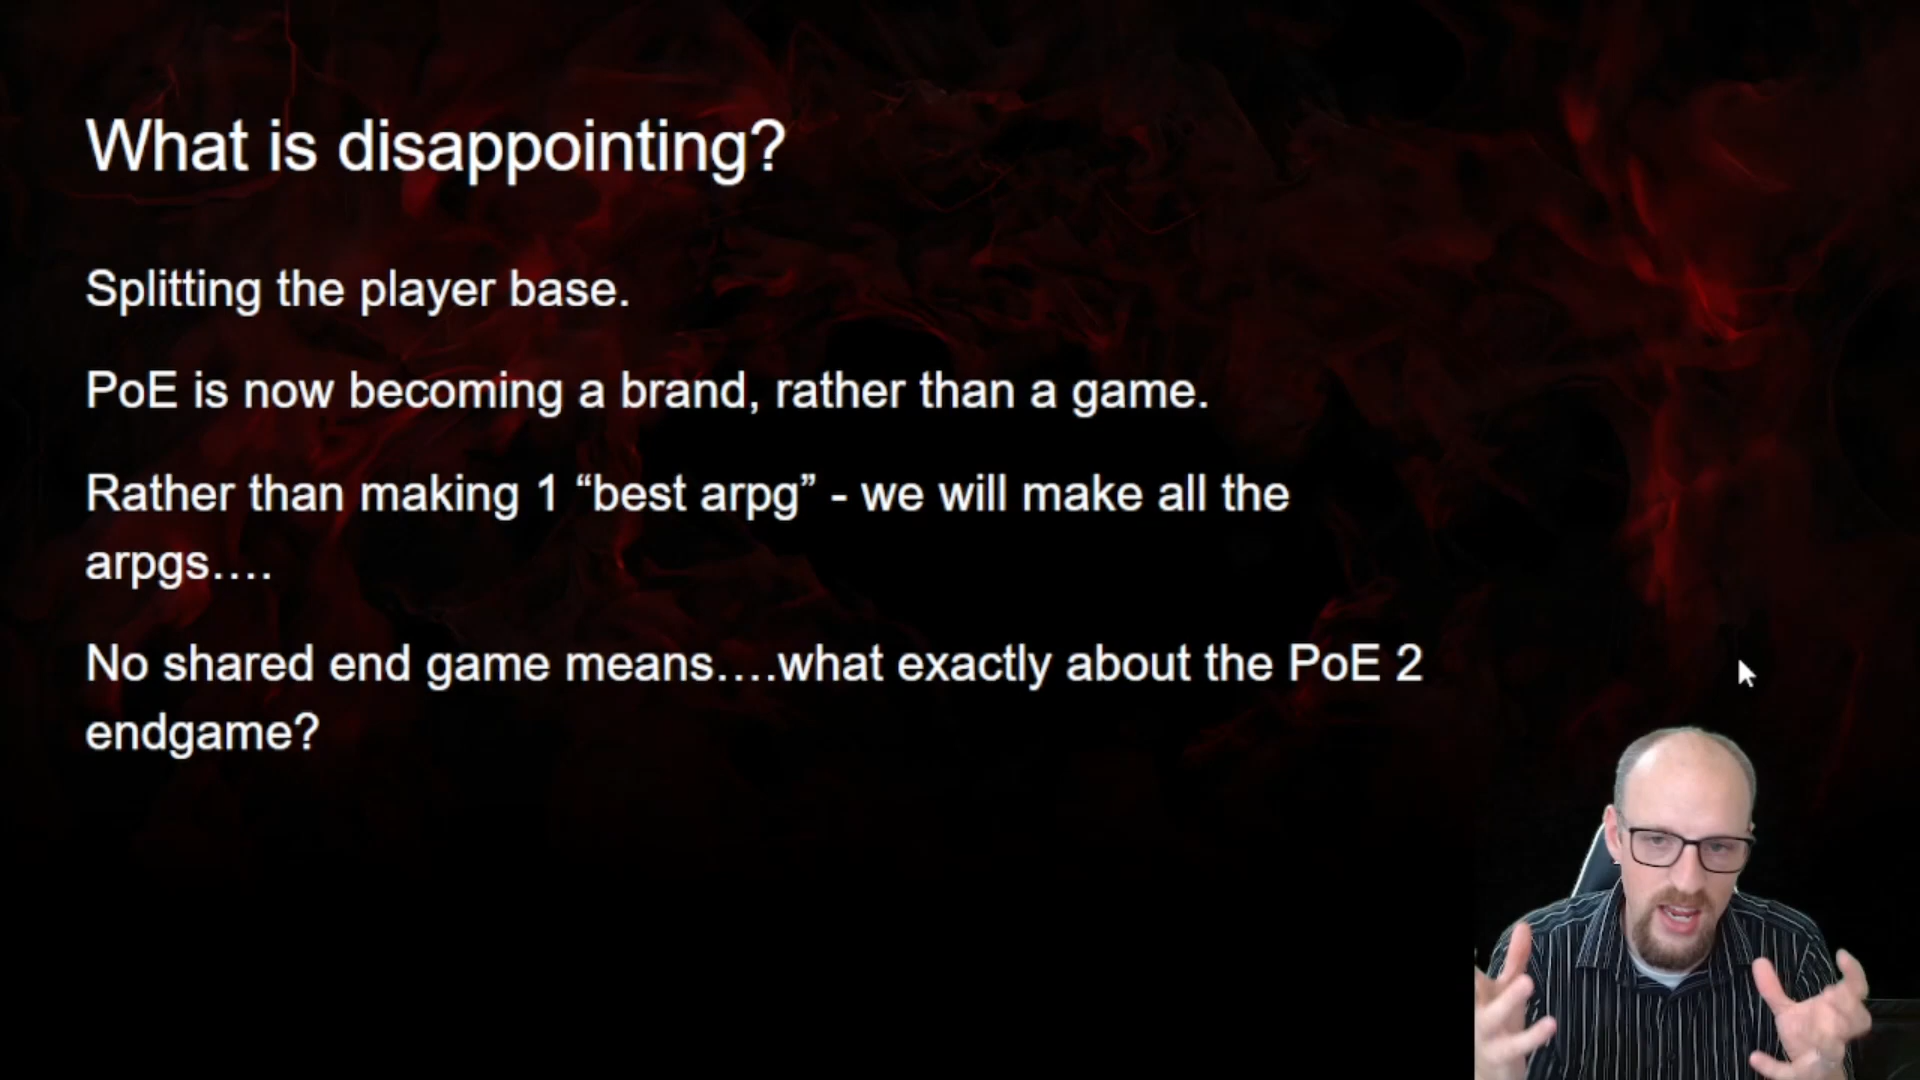 What is disappointing?
Splitting the player base.
PoE is now becoming a brand, rather than a game.
Rather than making 1 “best arpg” - we will make all the
arpgs….
No shared end game means….what exactly about the PoE 2
endgame?